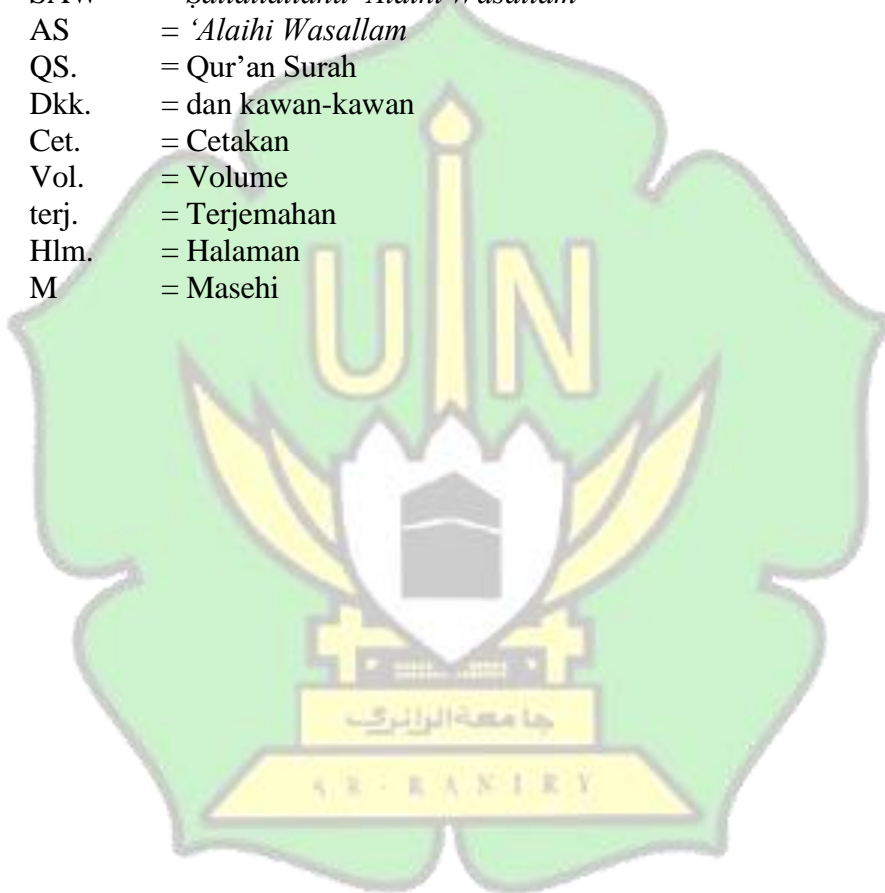 AS = ‘Alaihi Wasallam
QS. = Qur’an Surah
Dkk. = dan kawan-kawan
Cet. = Cetakan
Vol. = Volume
terj. = Terjemahan
Hlm. = Halaman
M = Masehi
UIN
جامعةالرانري
AR-RANIRY